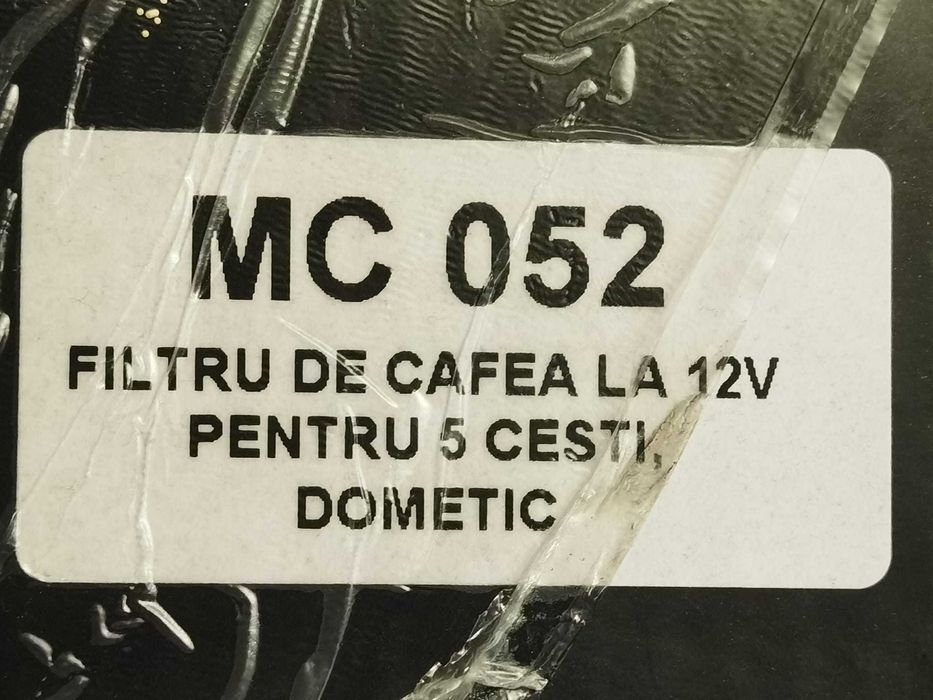 MC 052
FILTRU DE CAFEA LA 12V
PENTRU 5 CESTI,
DOMETIC